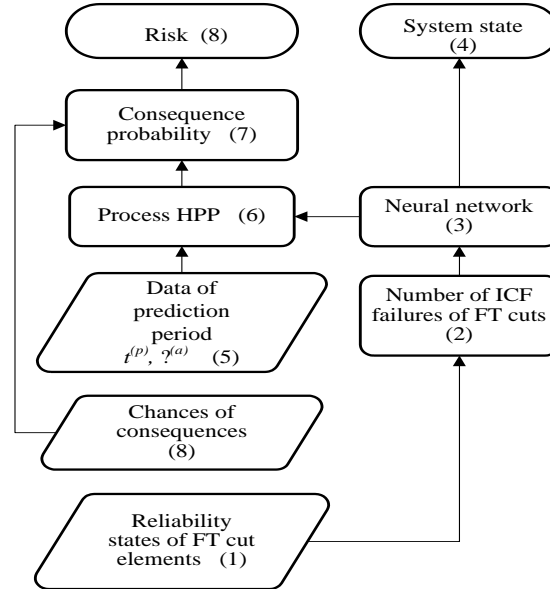 Risk (8)
System state
(4)
Consequence
probability (7)
Process HPP (6)
Neural network
(3)
Data of
prediction
period
t^(p), ?^(a) (5)
Number of ICF
failures of FT cuts
(2)
Chances of
consequences
(8)
Reliability
states of FT cut
elements (1)